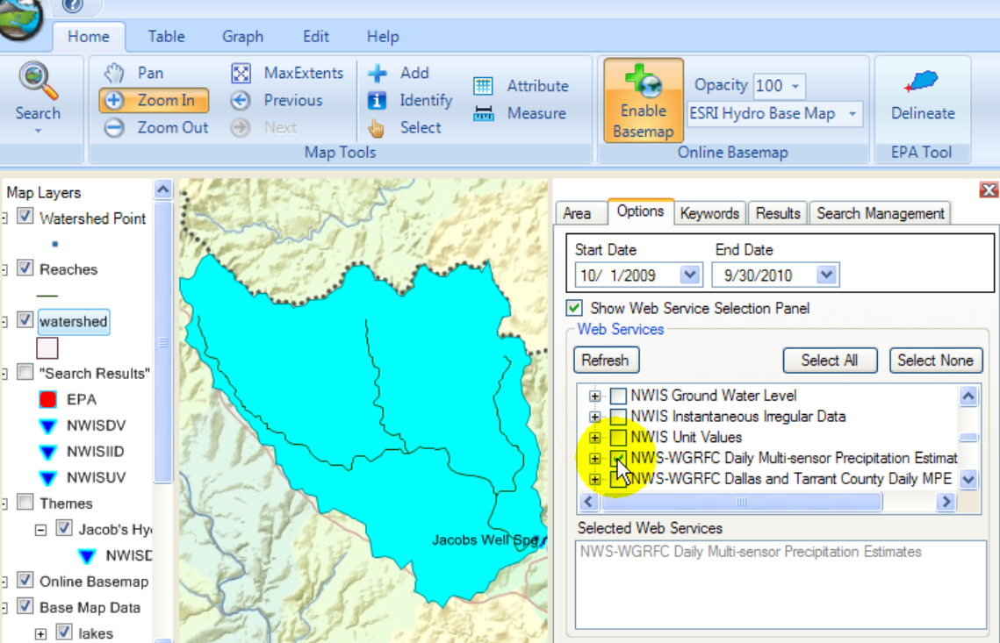 Home Table Graph Edit Help
Search
Pan
Zoom In
Zoom Out
MaxExtents
Previous
Next
Add
Identify
Select
Attribute
Measure
Map Tools
Enable
Basemap
Opacity 100
ESRI Hydro Base Map
Online Basemap
Delineate
EPA Tool
Map Layers
Watershed Point
Reaches
watershed
"Search Results"
EPA
NWISDV
NWISIID
NWISUV
Themes
Jacob's Hy
NWISD
Online Basemap
Base Map Data
lakes
Jacobs Well Spg
Area Options Keywords Results Search Management
Start Date End Date
10/ 1/2009 9/30/2010
Show Web Service Selection Panel
Web Services
Refresh Select All Select None
NWIS Ground Water Level
NWIS Instantaneous Irregular Data
NWIS Unit Values
NWS-WGRFC Daily Multi-sensor Precipitation Estimat
NWS-WGRFC Dallas and Tarrant County Daily MPE
Selected Web Services
NWS-WGRFC Daily Multi-sensor Precipitation Estimates